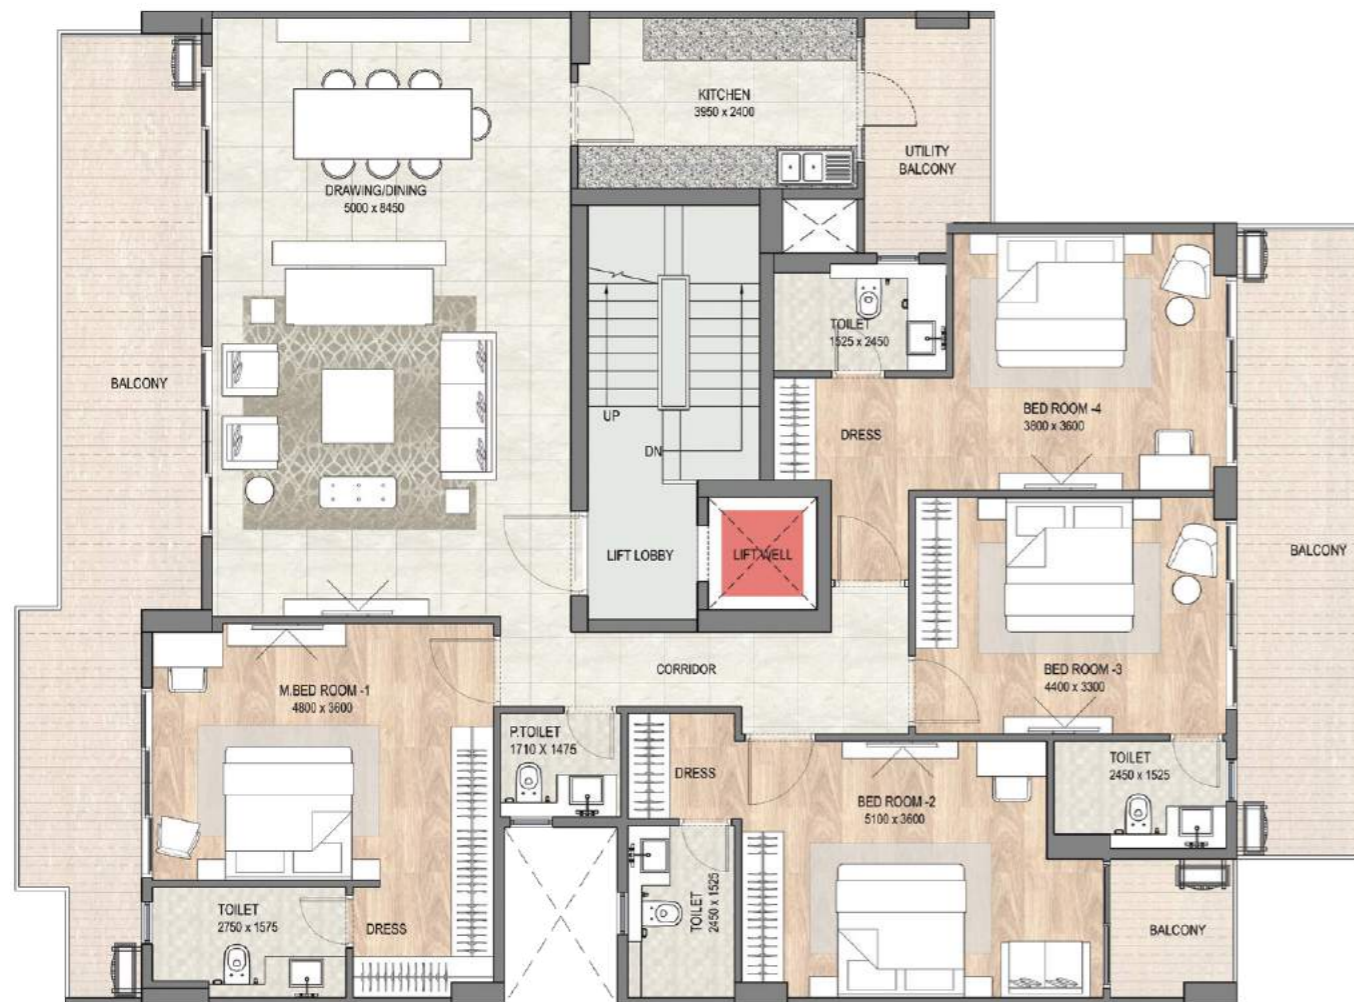 KITCHEN
3950 x 2400
UTILITY
BALCONY
DRAWING/DINING
5000 x 8450
TOILET
1525 x 2450
BALCONY
UP
DN
DRESS
BED ROOM -4
3800 x 3600
LIFT LOBBY
LIFT WELL
BALCONY
CORRIDOR
BED ROOM -3
4400 x 3300
M.BED ROOM -1
4800 x 3600
P.TOILET
1710 X 1475
DRESS
BED ROOM -2
5100 x 3600
TOILET
2450 x 1525
TOILET
2450 x 1525
TOILET
2750 x 1575
DRESS
BALCONY